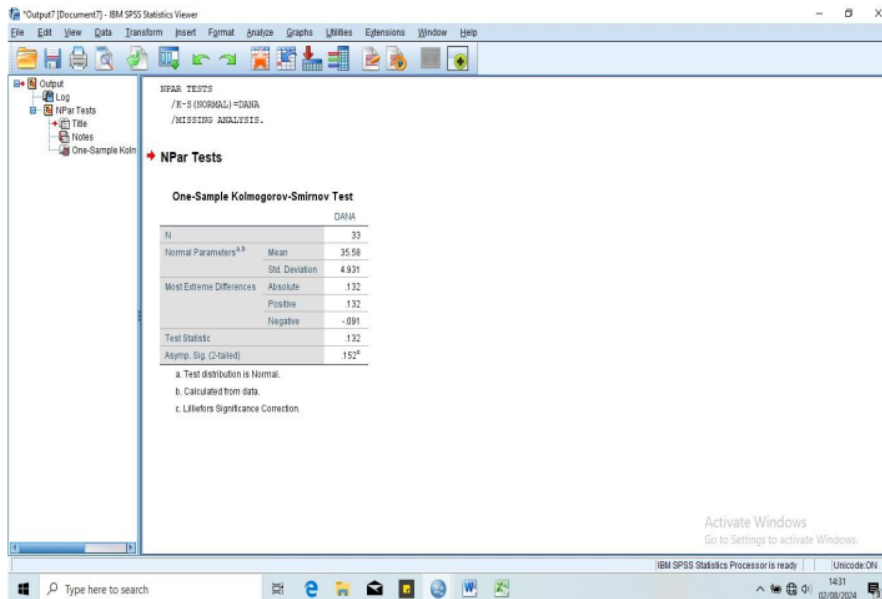 *Output7 [Document7] - IBM SPSS Statistics Viewer
File Edit View Data Transform Insert Format Analyze Graphs Utilities Extensions Window Help
Output
Log
NPar Tests
Title
Notes
One-Sample Kolm
NPAR TESTS
/K-S(NORMAL)=DANA
/MISSING ANALYSIS.
NPar Tests
One-Sample Kolmogorov-Smirnov Test
DANA
N 33
Normal Parameters a,b Mean 35.58
Std. Deviation 4.931
Most Extreme Differences Absolute .132
Positive .132
Negative -.091
Test Statistic .132
Asymp. Sig. (2-tailed) .152c
a. Test distribution is Normal.
b. Calculated from data.
c. Lilliefors Significance Correction.
Activate Windows
Go to Settings to activate Windows.
IBM SPSS Statistics Processor is ready Unicode:ON
Type here to search
14:31
02/08/2024